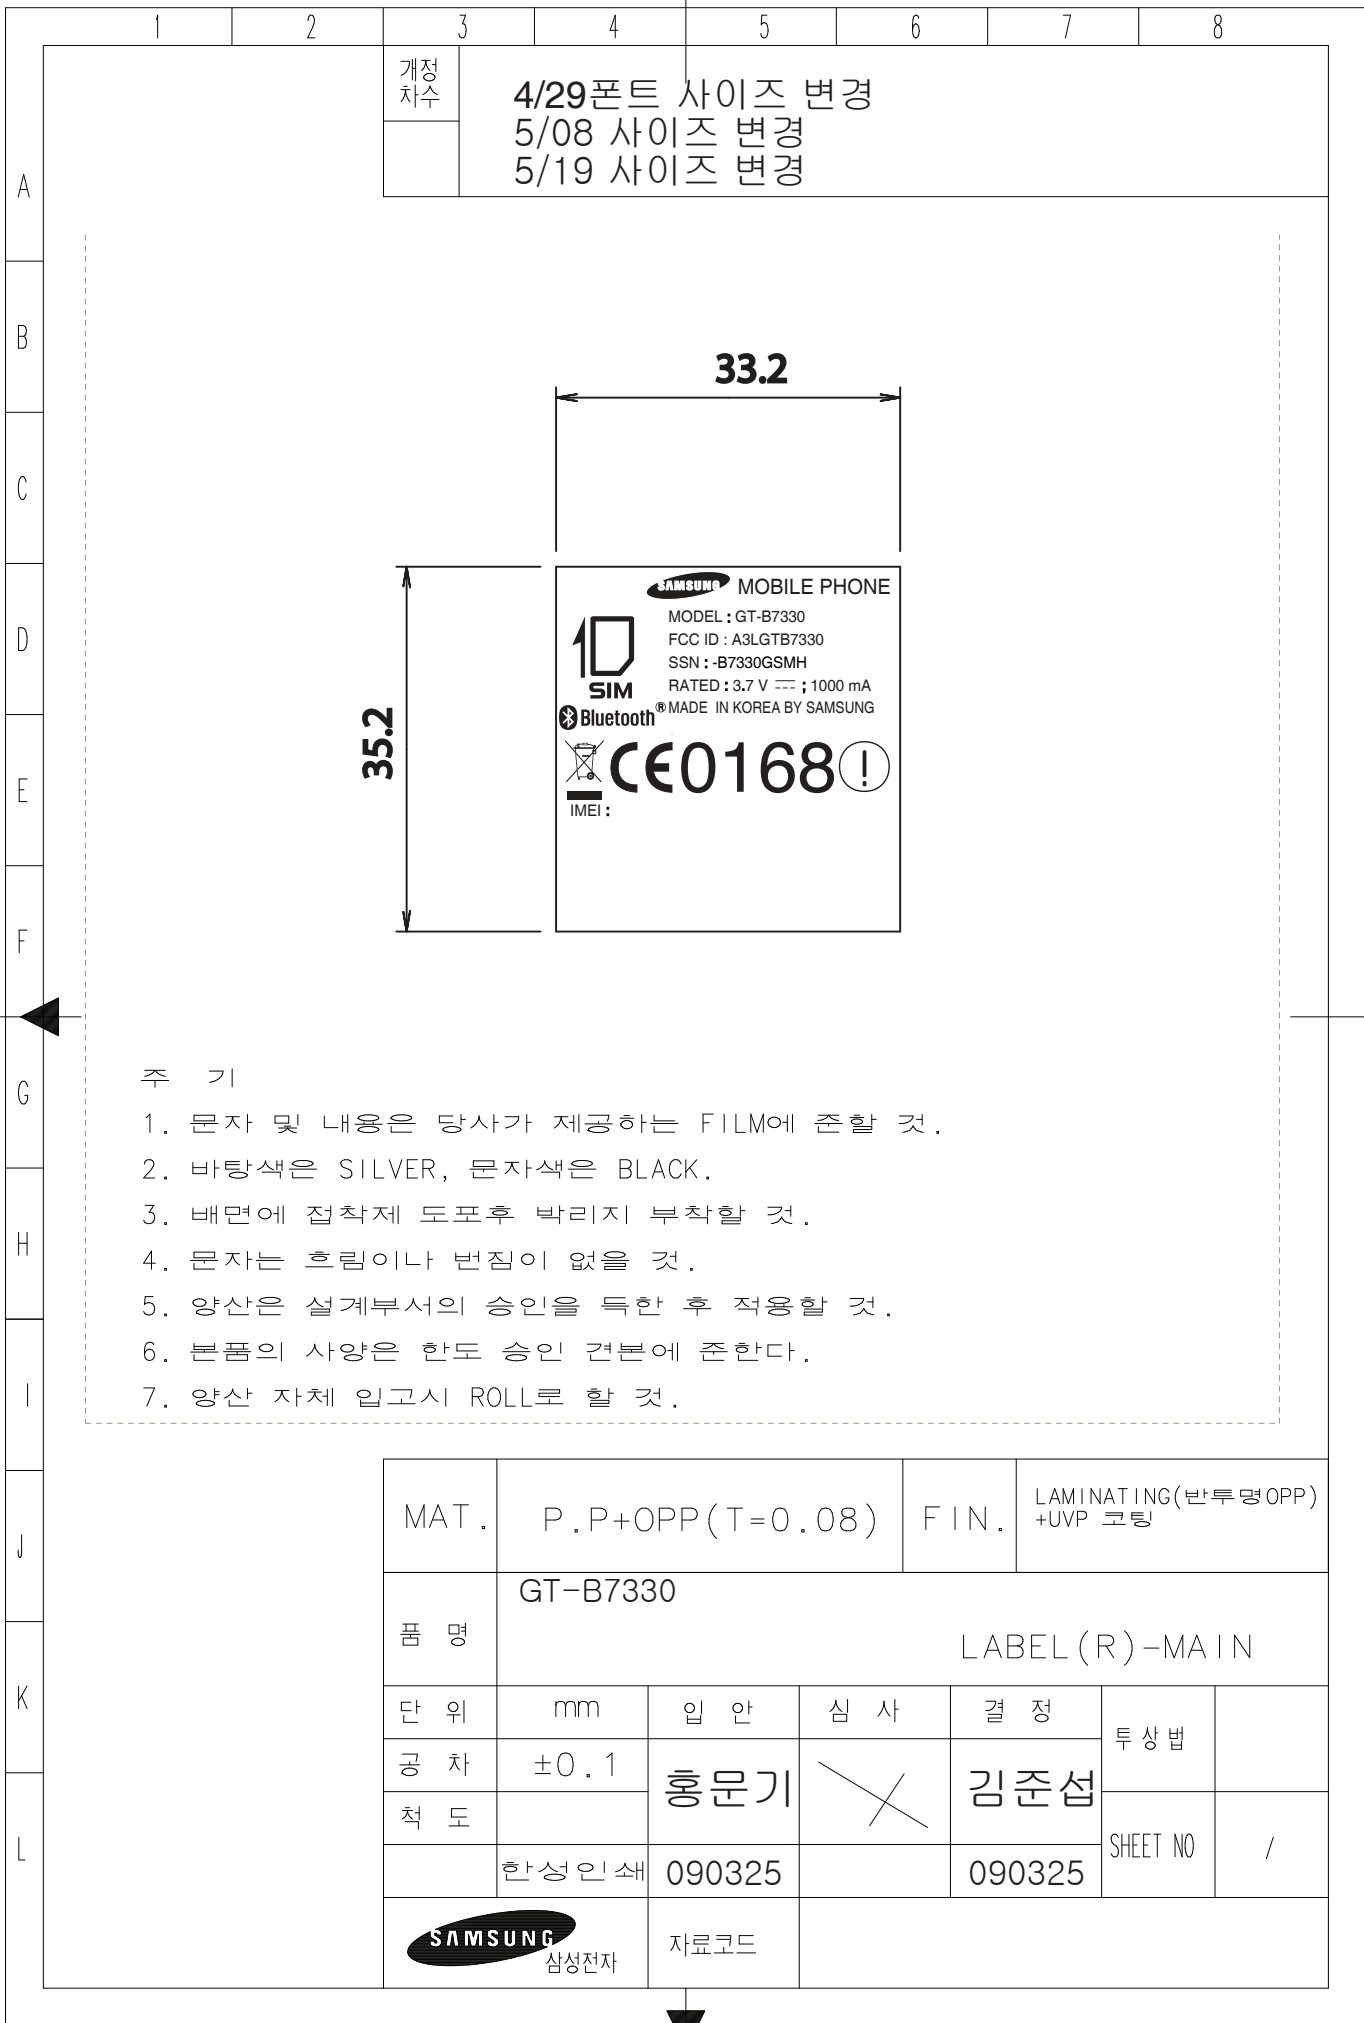 1 2 3 4 5 6 7 8
개정
차수
4/29폰트 사이즈 변경
5/08 사이즈 변경
5/19 사이즈 변경
A
B
C
D
E
F
G
H
I
J
K
L
33.2
35.2
SAMSUNG MOBILE PHONE
MODEL : GT-B7330
FCC ID : A3LGTB7330
SSN : -B7330GSMH
RATED : 3.7 V ; 1000 mA
SIM
Bluetooth® MADE IN KOREA BY SAMSUNG
CE0168 !
IMEI :
주 기
1. 문자 및 내용은 당사가 제공하는 FILM에 준할 것.
2. 바탕색은 SILVER, 문자색은 BLACK.
3. 배면에 접착제 도포후 박리지 부착할 것.
4. 문자는 흐림이나 번짐이 없을 것.
5. 양산은 설계부서의 승인을 득한 후 적용할 것.
6. 본품의 사양은 한도 승인 견본에 준한다.
7. 양산 자체 입고시 ROLL로 할 것.
MAT. P.P+OPP(T=0.08) FIN. LAMINATING(반투명OPP)
+UVP 코팅
품 명 GT-B7330
LABEL(R)-MAIN
단 위 mm 입 안 심 사 결 정 투상법
공 차 ±0.1 홍문기 김준섭
척 도
SHEET NO /
한성인쇄 090325 090325
SAMSUNG 삼성전자 자료코드